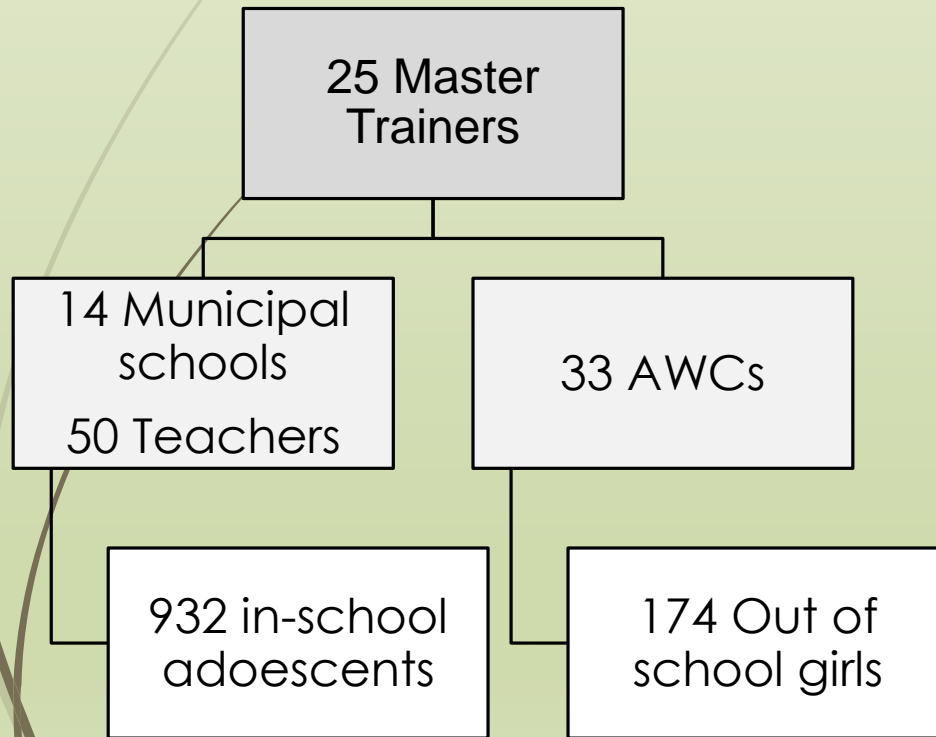 25 Master
Trainers
14 Municipal
schools
50 Teachers
33 AWCs
932 in-school
adoescents
174 Out of
school girls